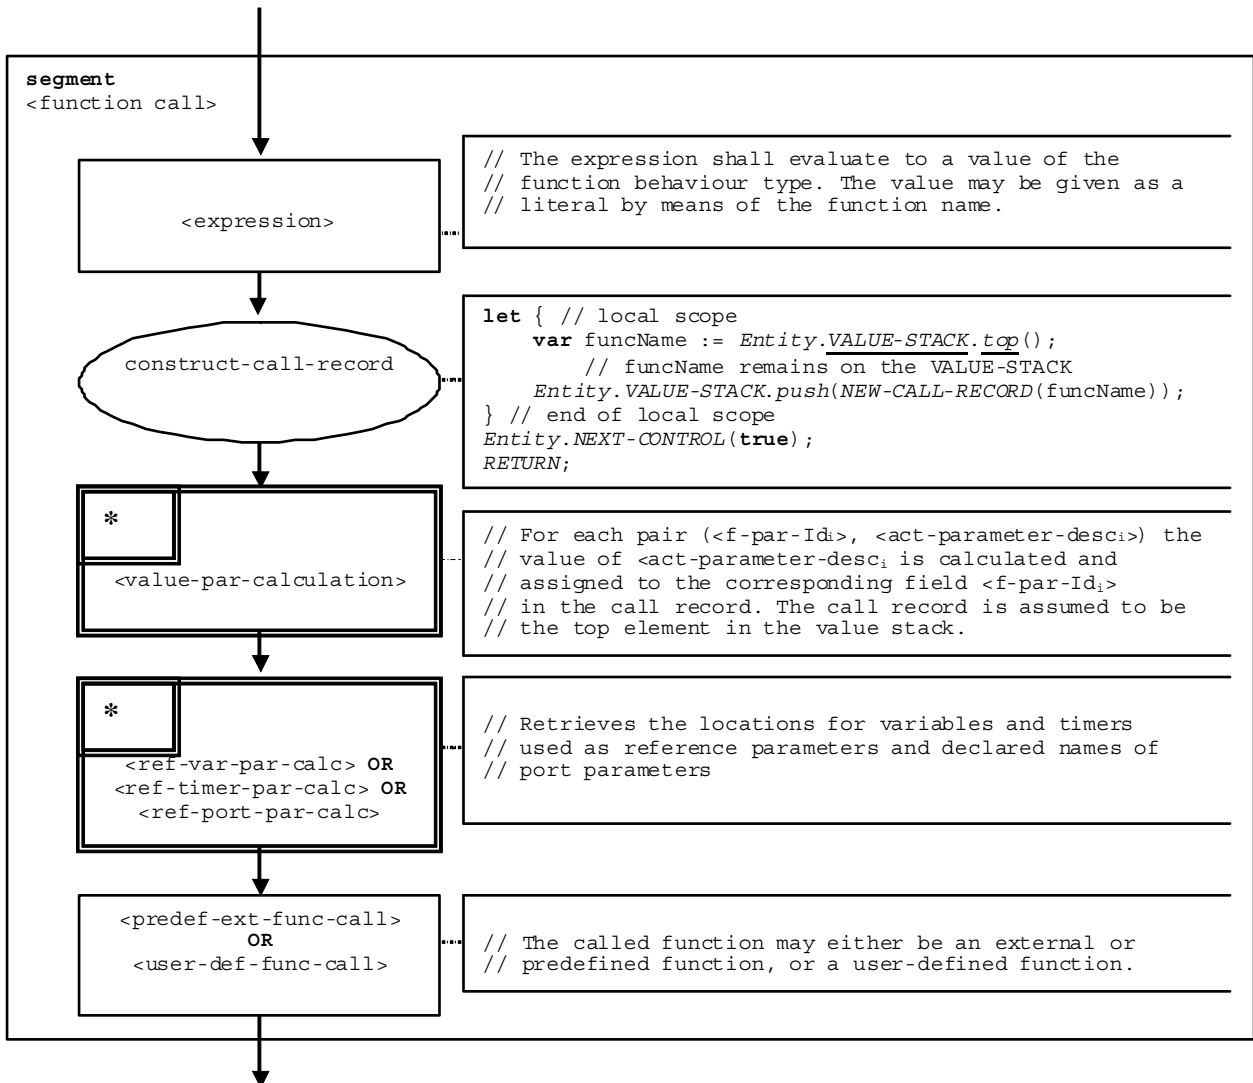 segment
<function call>
<expression>
// The expression shall evaluate to a value of the
// function behaviour type. The value may be given as a
// literal by means of the function name.
construct-call-record
let { // local scope
var funcName := Entity.VALUE-STACK.top();
// funcName remains on the VALUE-STACK
Entity.VALUE-STACK.push(NEW-CALL-RECORD(funcName));
} // end of local scope
Entity.NEXT-CONTROL(true);
RETURN;
*
<value-par-calculation>
// For each pair (<f-par-Idᵢ>, <act-parameter-descᵢ>) the
// value of <act-parameter-descᵢ is calculated and
// assigned to the corresponding field <f-par-Idᵢ>
// in the call record. The call record is assumed to be
// the top element in the value stack.
*
<ref-var-par-calc> OR
<ref-timer-par-calc> OR
<ref-port-par-calc>
// Retrieves the locations for variables and timers
// used as reference parameters and declared names of
// port parameters
<predef-ext-func-call>
OR
<user-def-func-call>
// The called function may either be an external or
// predefined function, or a user-defined function.